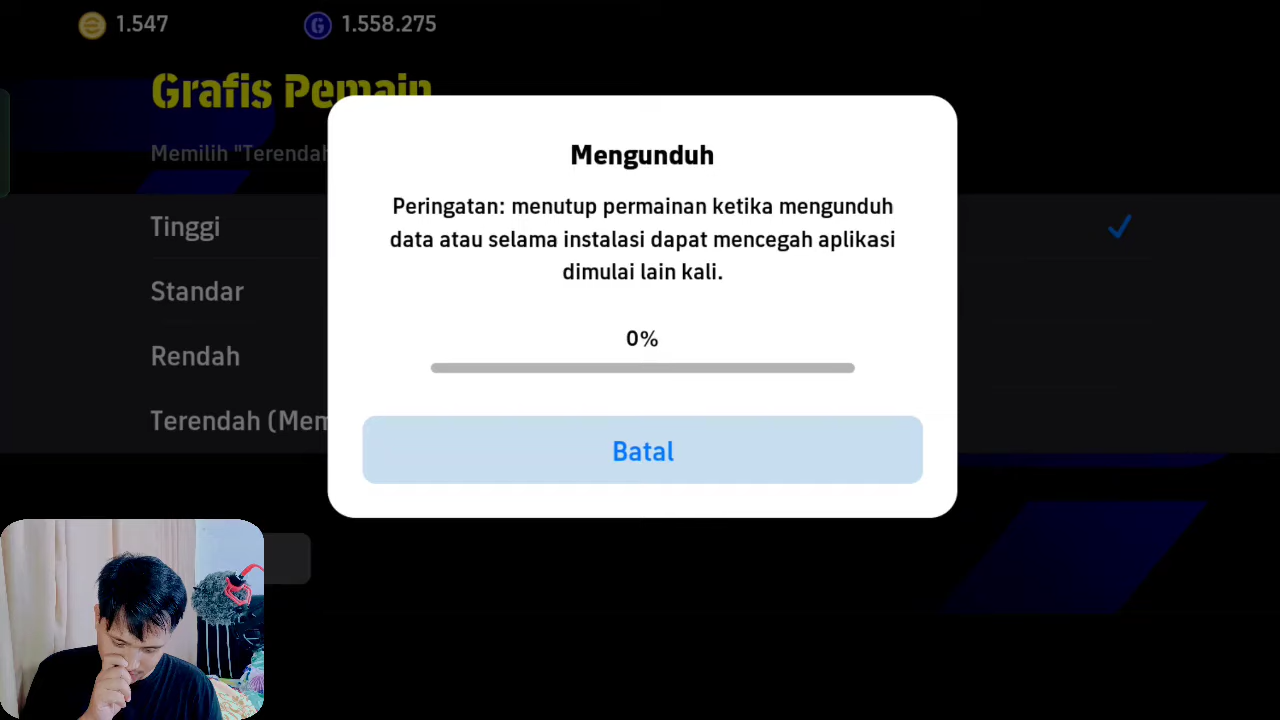 1.547
1.558.275
Grafis Pemain
Memilih "Terendah
Mengunduh
Peringatan: menutup permainan ketika mengunduh
data atau selama instalasi dapat mencegah aplikasi
dimulai lain kali.
0%
Batal
Tinggi
Standar
Rendah
Terendah (Mem